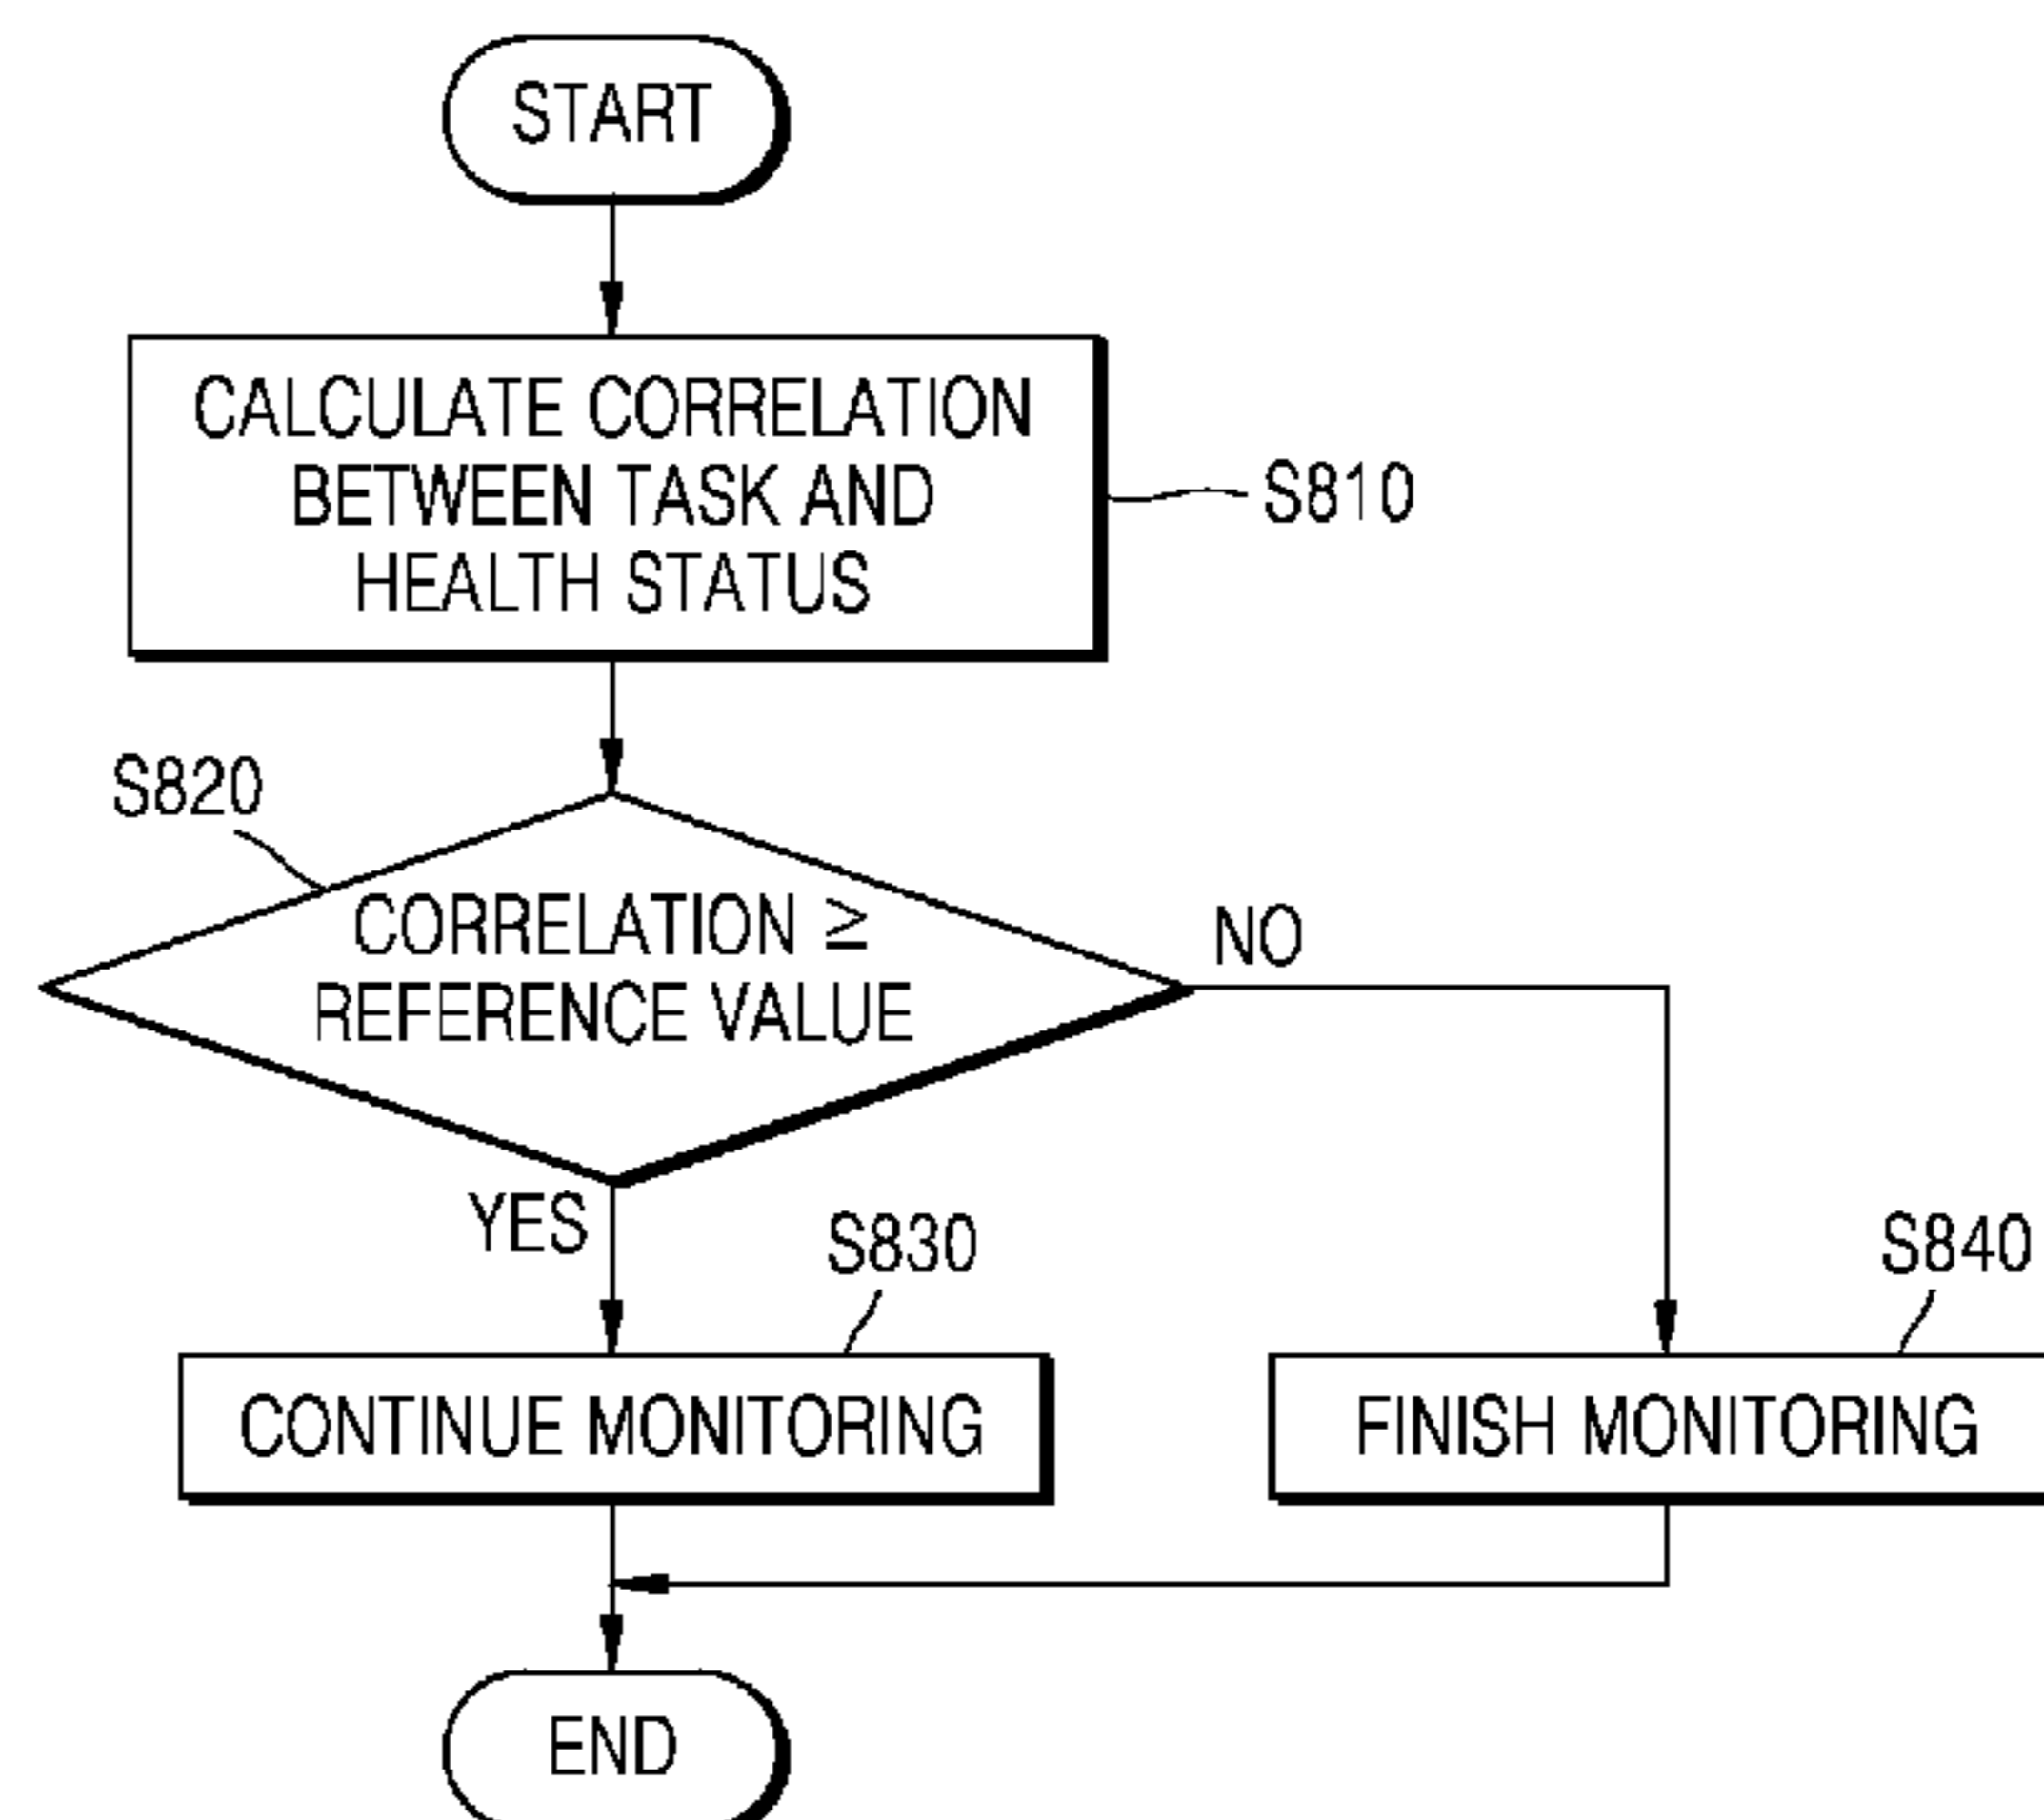 START
CALCULATE CORRELATION
BETWEEN TASK AND
HEALTH STATUS
S810
S820
CORRELATION ≥
REFERENCE VALUE
NO
YES
S830
S840
CONTINUE MONITORING
FINISH MONITORING
END